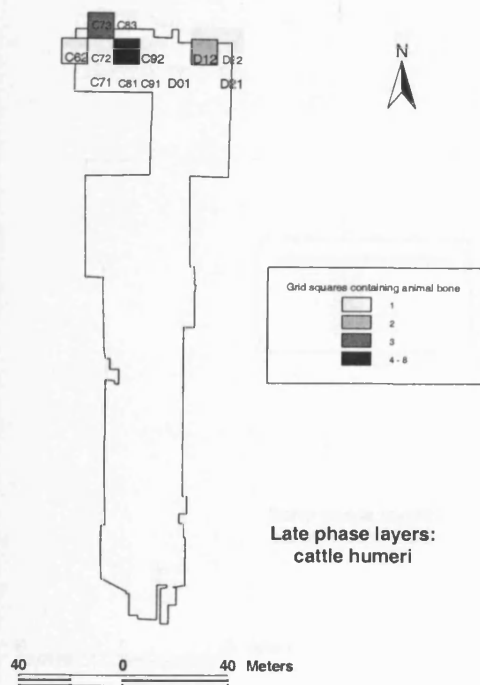 C73 C83
N
C62 C72 C92 D12
C71 C81 C91 D01 D21
Grid squares containing animal bone
1
2
3
4 - 8
Late phase layers:
cattle humeri
40 0 40 Meters